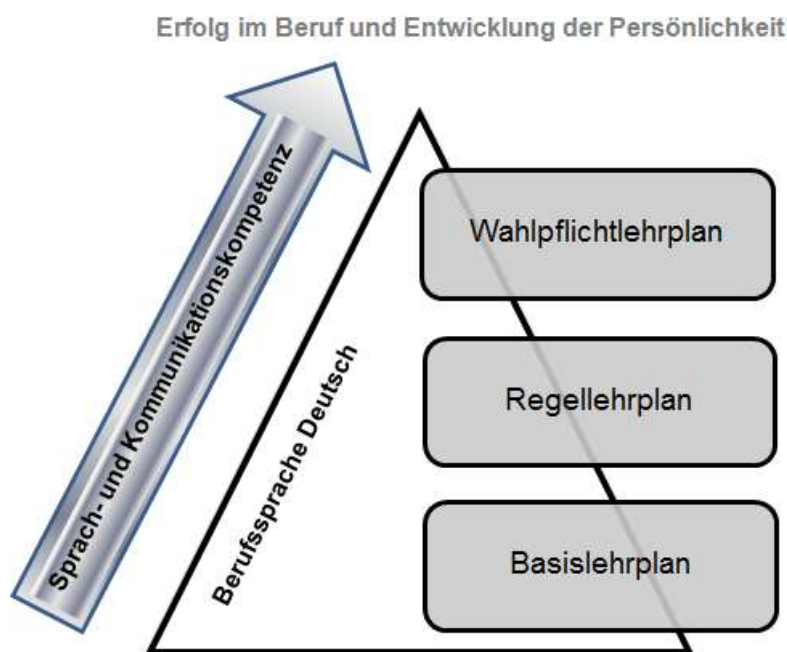 Erfolg im Beruf und Entwicklung der Persönlichkeit
Sprach- und Kommunikationskompetenz
Berufssprache Deutsch
Wahlpflichtlehrplan
Regellehrplan
Basislehrplan